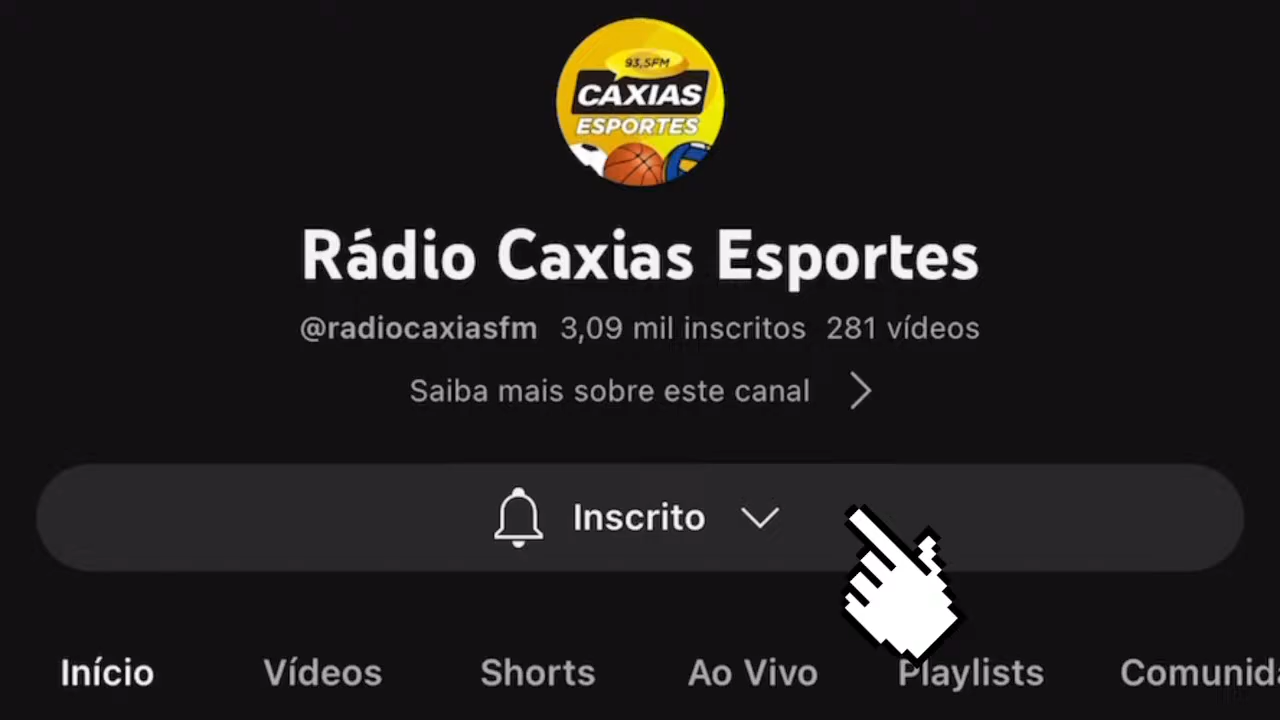 93,5FM
CAXIAS
ESPORTES
Rádio Caxias Esportes
@radiocaxiasfm 3,09 mil inscritos 281 vídeos
Saiba mais sobre este canal
Inscrito
Início Vídeos Shorts Ao Vivo Playlists Comunida